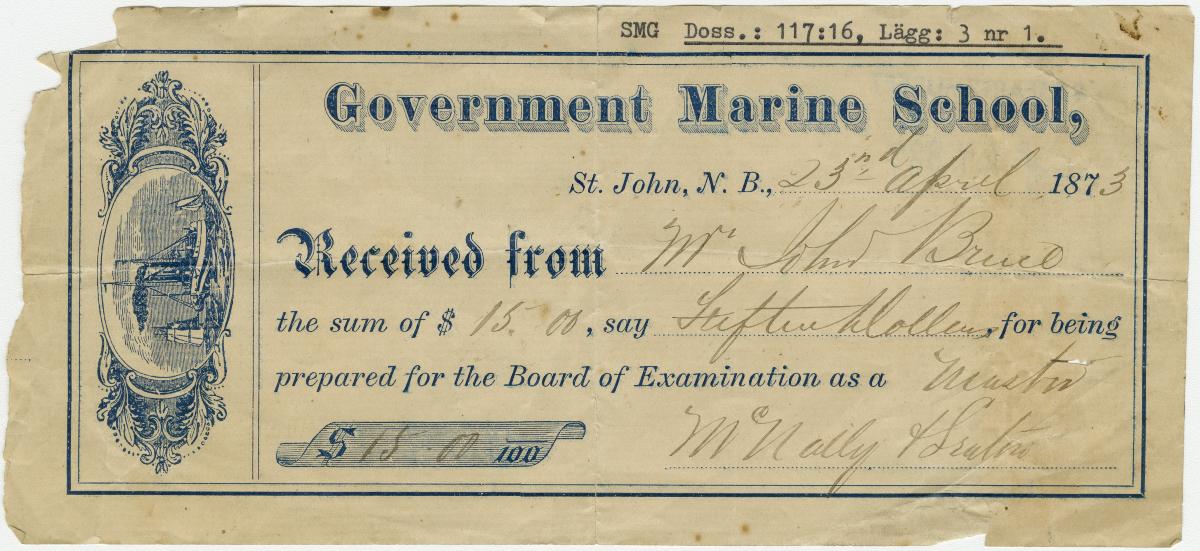 SMG Doss.: 117:16, Lägg: 3 nr 1.
Government Marine School,
St. John, N. B., 23nd April 1873
Received from Mr John Bruce
the sum of $ 15.00, say Fifteen Dollars, for being
prepared for the Board of Examination as a Master
$ 15.00/100 McNally &